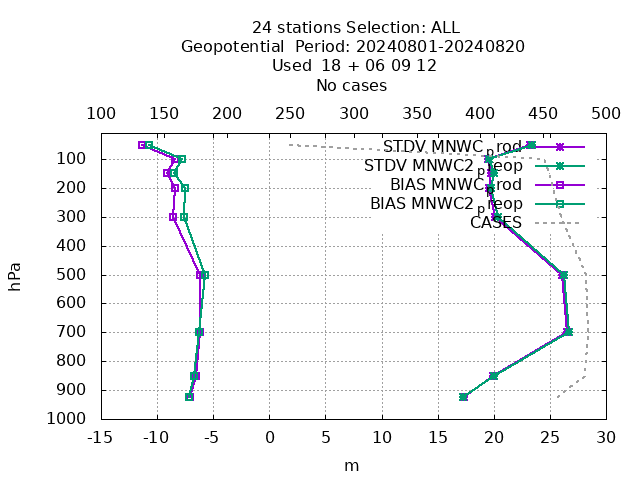 24 stations Selection: ALL
Geopotential  Period: 20240801-20240820
Used  18 + 06 09 12
No cases
100 150 200 250 300 350 400 450 500
STDV MNWC_prod
STDV MNWC2_preop
BIAS MNWC_prod
BIAS MNWC2_preop
CASES
100
200
300
400
500
600
700
800
900
1000
hPa
-15 -10 -5 0 5 10 15 20 25 30
m